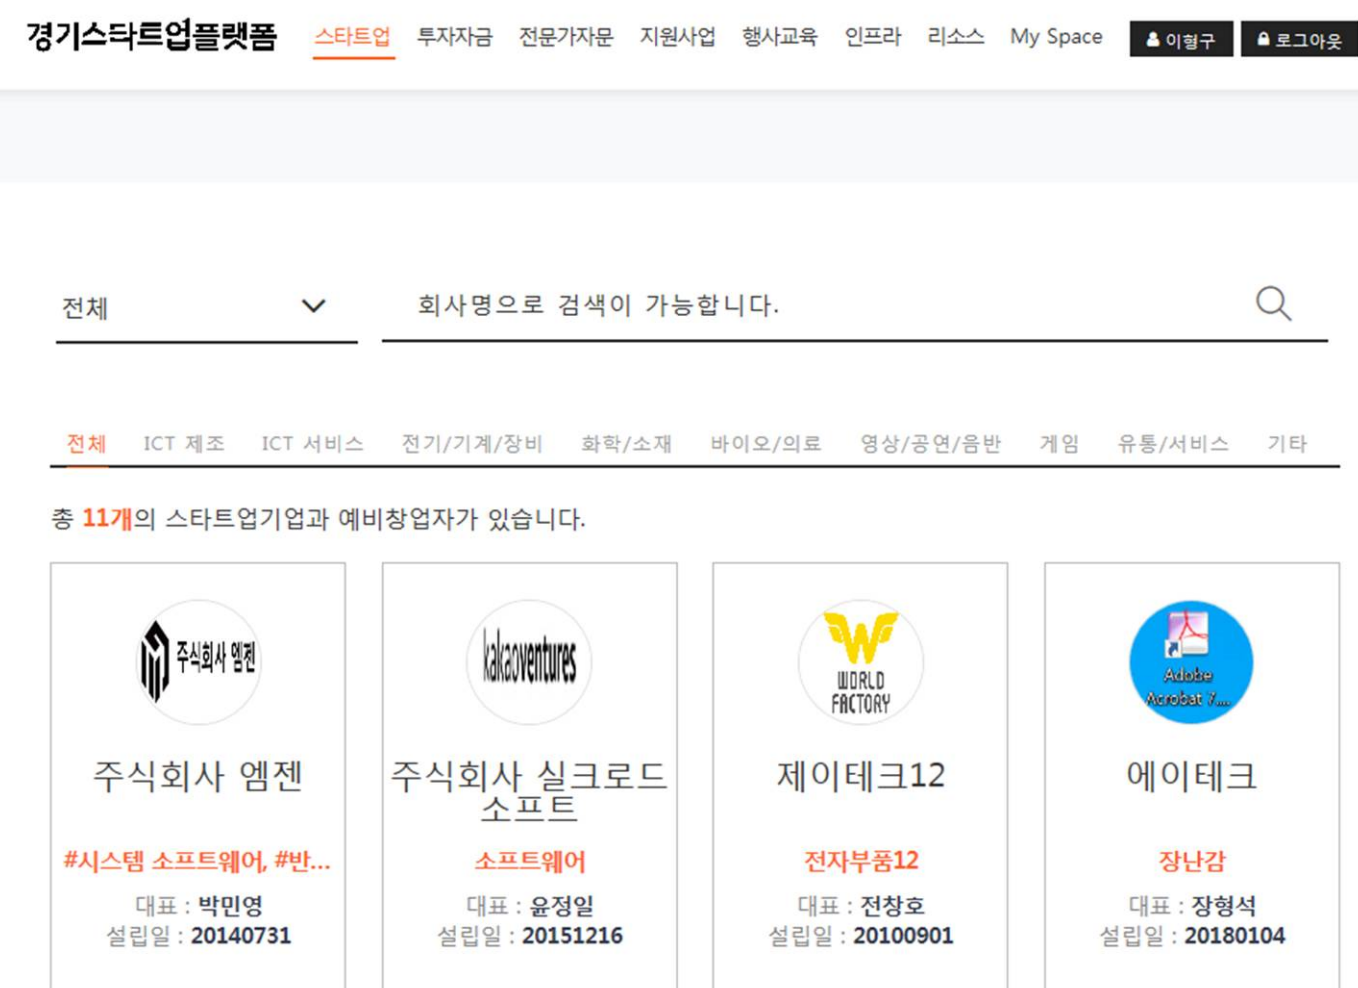 경기스타트업플랫폼 스타트업 투자자금 전문가자문 지원사업 행사교육 인프라 리소스 My Space 이형구 로그아웃
전체 회사명으로 검색이 가능합니다.
전체 ICT 제조 ICT 서비스 전기/기계/장비 화학/소재 바이오/의료 영상/공연/음반 게임 유통/서비스 기타
총 11개의 스타트업기업과 예비창업자가 있습니다.
주식회사 엠젠
주식회사 엠젠
#시스템 소프트웨어, #반...
대표 : 박민영
설립일 : 20140731
kakaoventures
주식회사 실크로드
소프트
소프트웨어
대표 : 윤정일
설립일 : 20151216
W
WORLD
FACTORY
제이테크12
전자부품12
대표 : 전창호
설립일 : 20100901
Adobe
Acrobat 7....
에이테크
장난감
대표 : 장형석
설립일 : 20180104